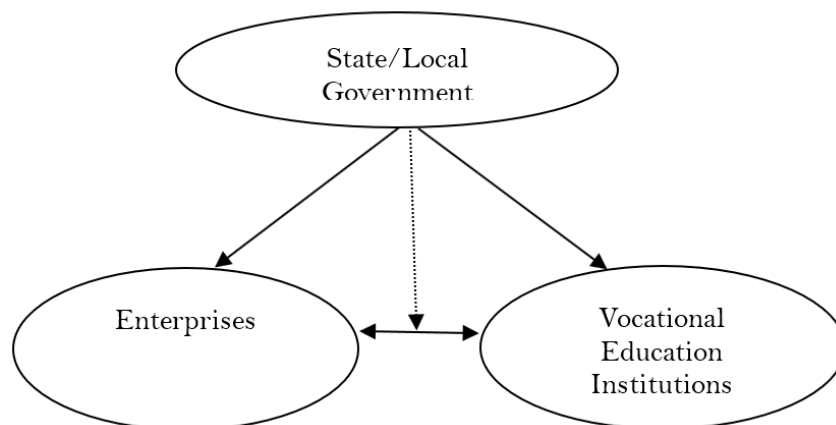 State/Local
Government
Enterprises
Vocational
Education
Institutions